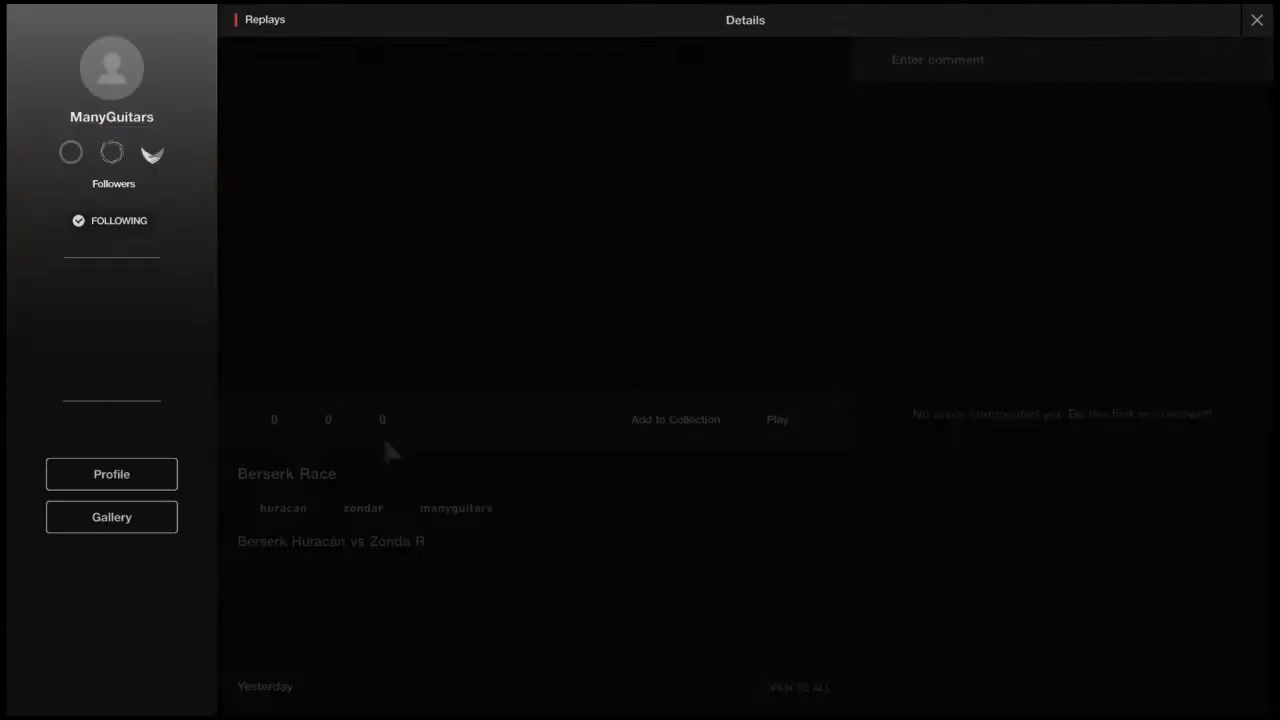 Replays
Details
Enter comment
ManyGuitars
Followers
FOLLOWING
0 0 0
Add to Collection
Play
No one's commented yet. Be the first to comment!
Berserk Race
Profile
huracan zondar manyguitars
Gallery
Berserk Huracán vs Zonda R
Yesterday
OPEN TO ALL